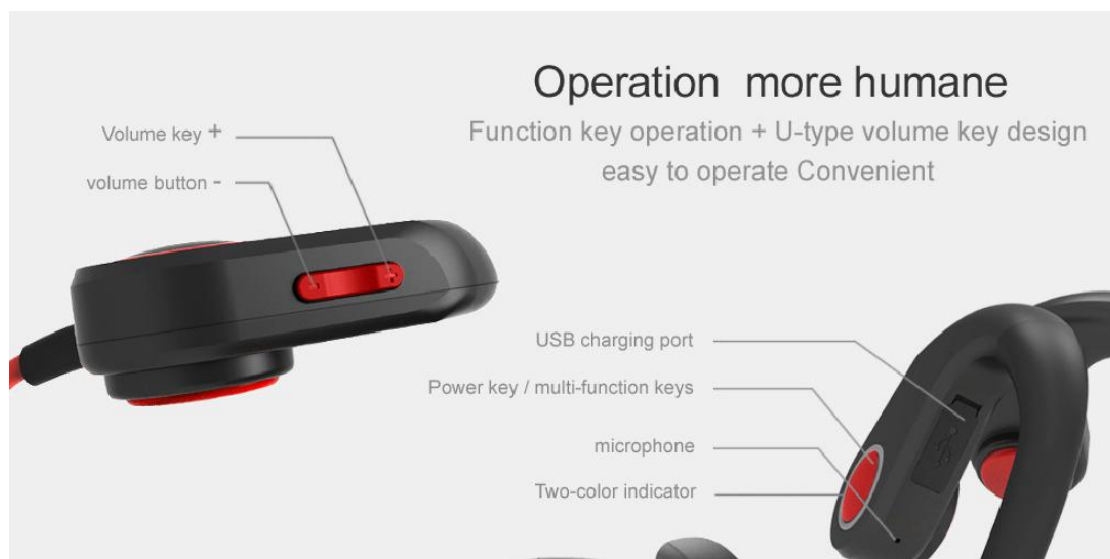 Operation more humane
Function key operation + U-type volume key design
easy to operate Convenient
Volume key +
volume button -
USB charging port
Power key / multi-function keys
microphone
Two-color indicator